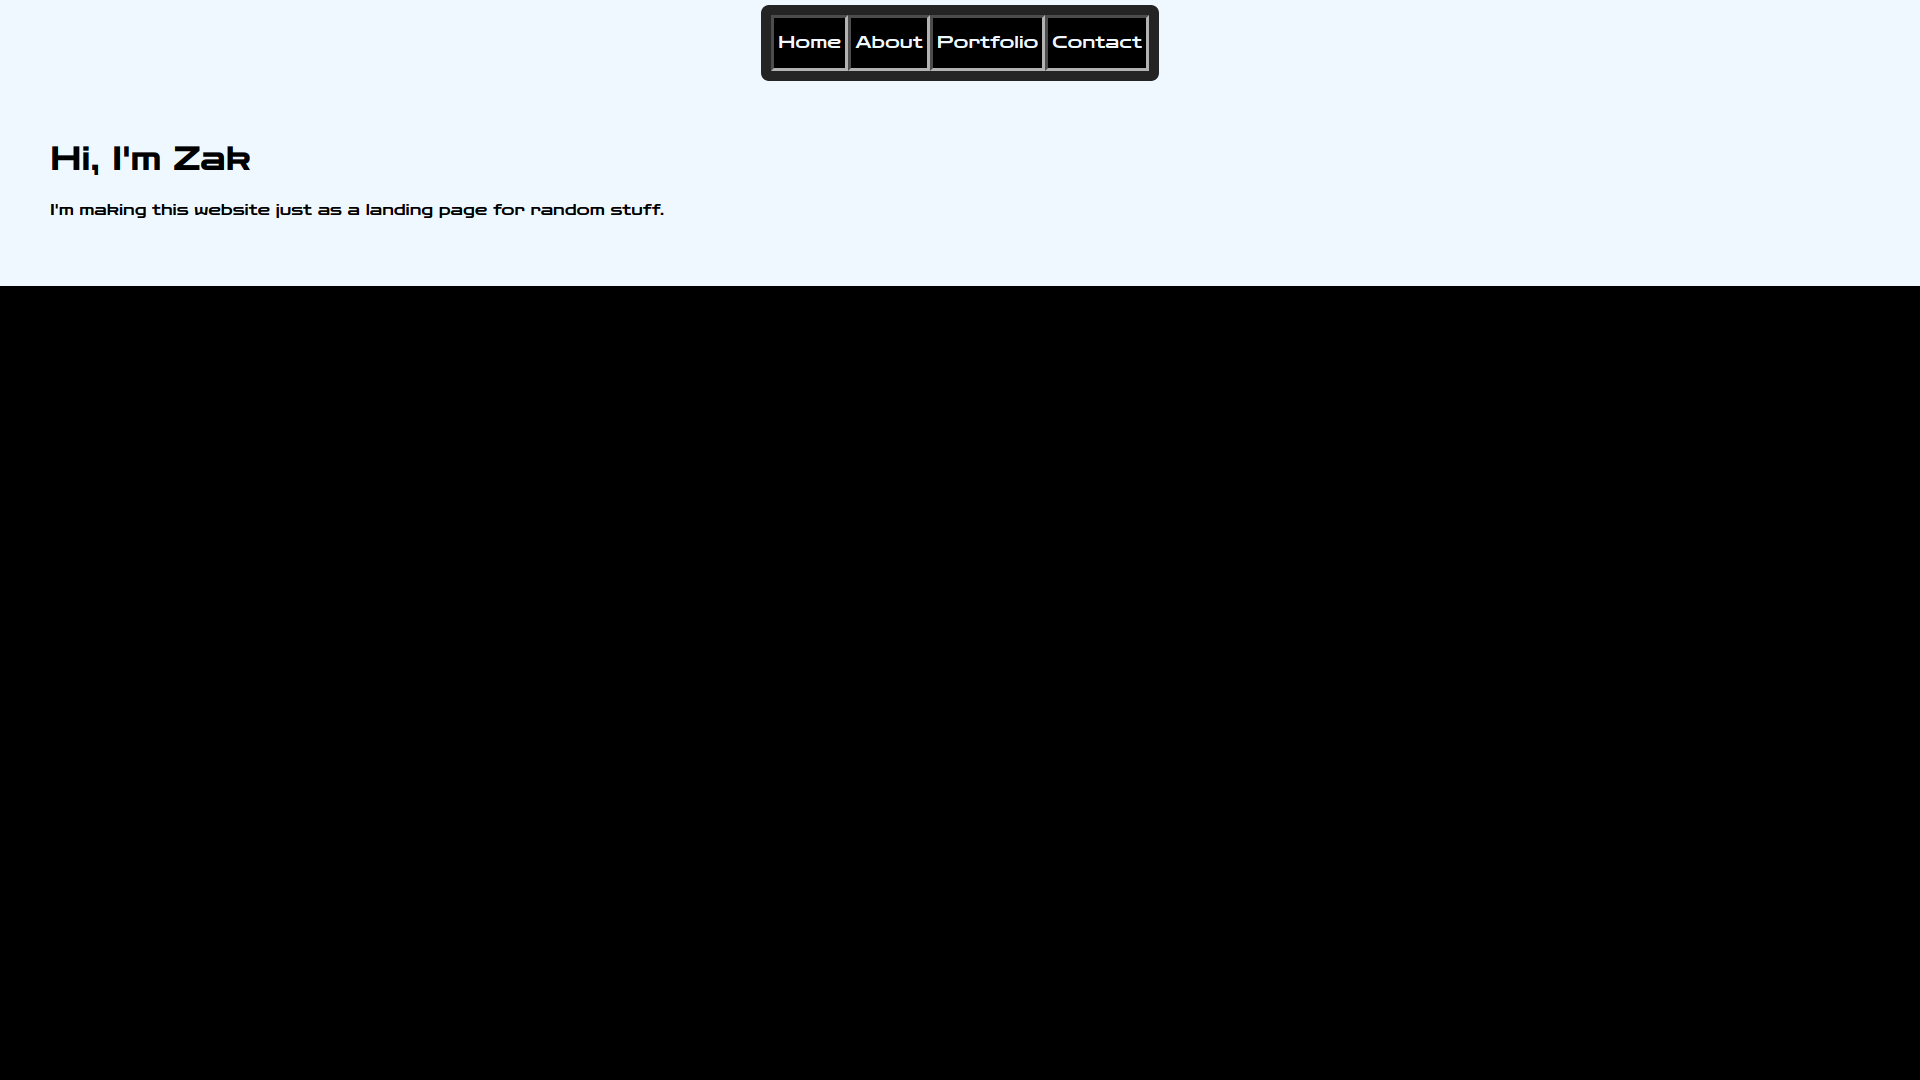 Home About Portfolio Contact
Hi, I'm Zak
I'm making this website just as a landing page for random stuff.